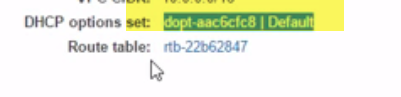 DHCP options set: dopt-aac6cfc8 | Default
Route table: rtb-22b62847